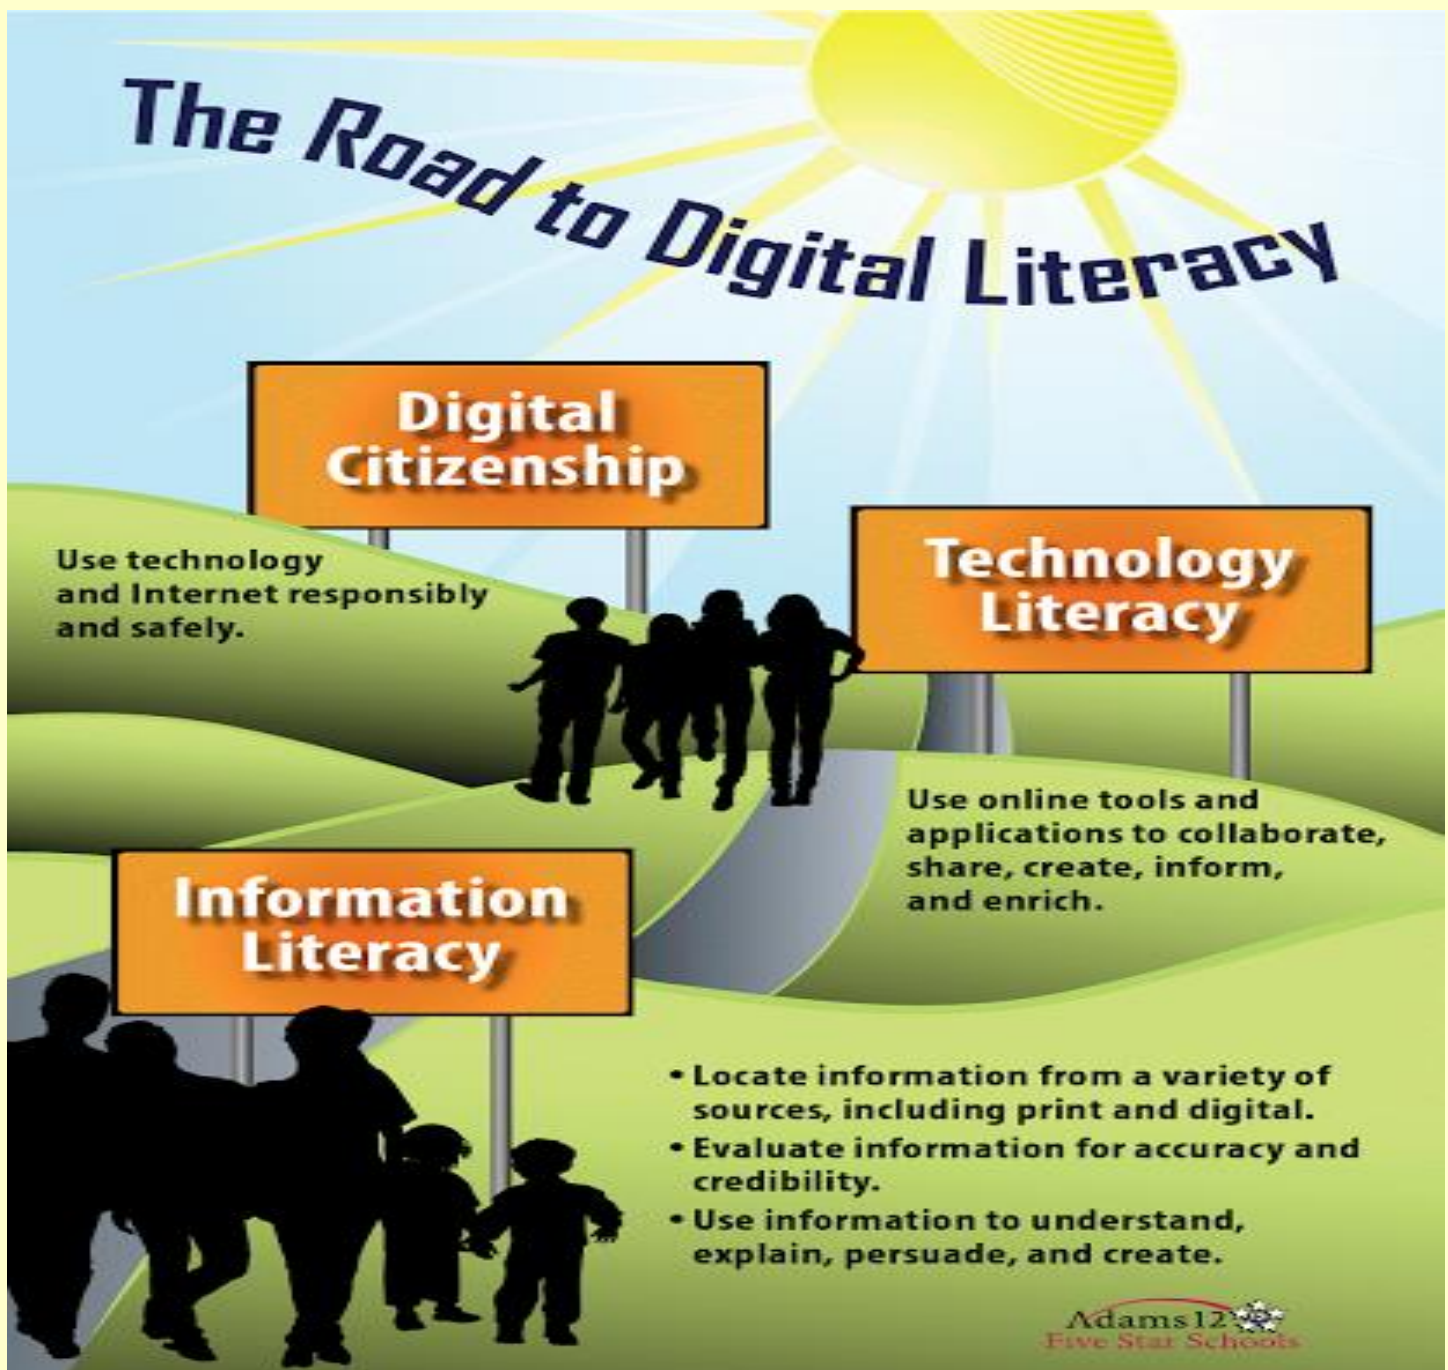 The Road to Digital Literacy
Digital
Citizenship
Use technology
and Internet responsibly
and safely.
Technology
Literacy
Use online tools and
applications to collaborate,
share, create, inform,
and enrich.
Information
Literacy
• Locate information from a variety of
sources, including print and digital.
• Evaluate information for accuracy and
credibility.
• Use information to understand,
explain, persuade, and create.
Adams12
Five Star Schools